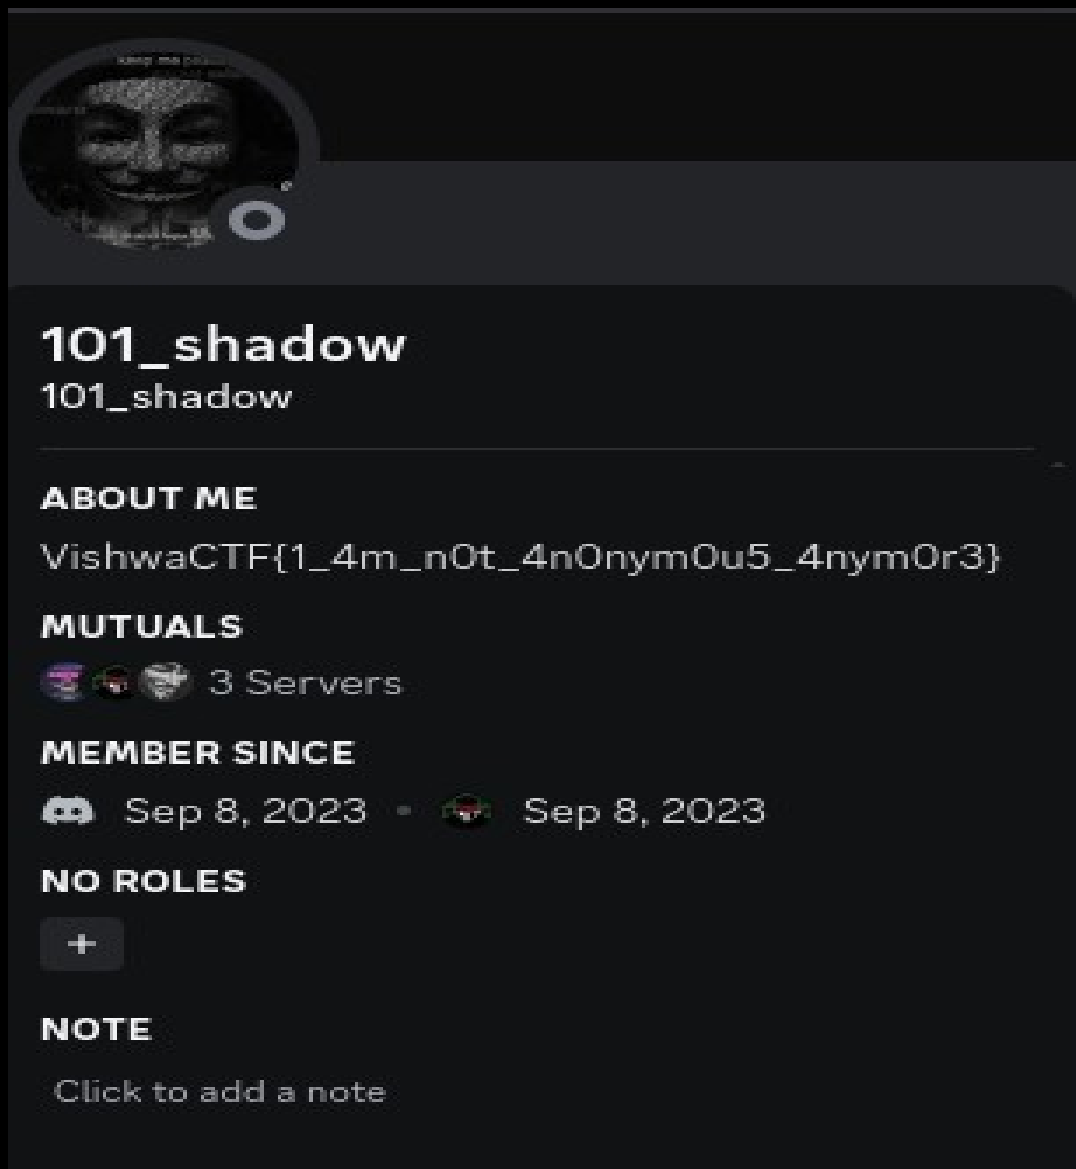 101_shadow
101_shadow
ABOUT ME
VishwaCTF{1_4m_n0t_4n0nym0u5_4nym0r3}
MUTUALS
3 Servers
MEMBER SINCE
Sep 8, 2023 • Sep 8, 2023
NO ROLES
+
NOTE
Click to add a note